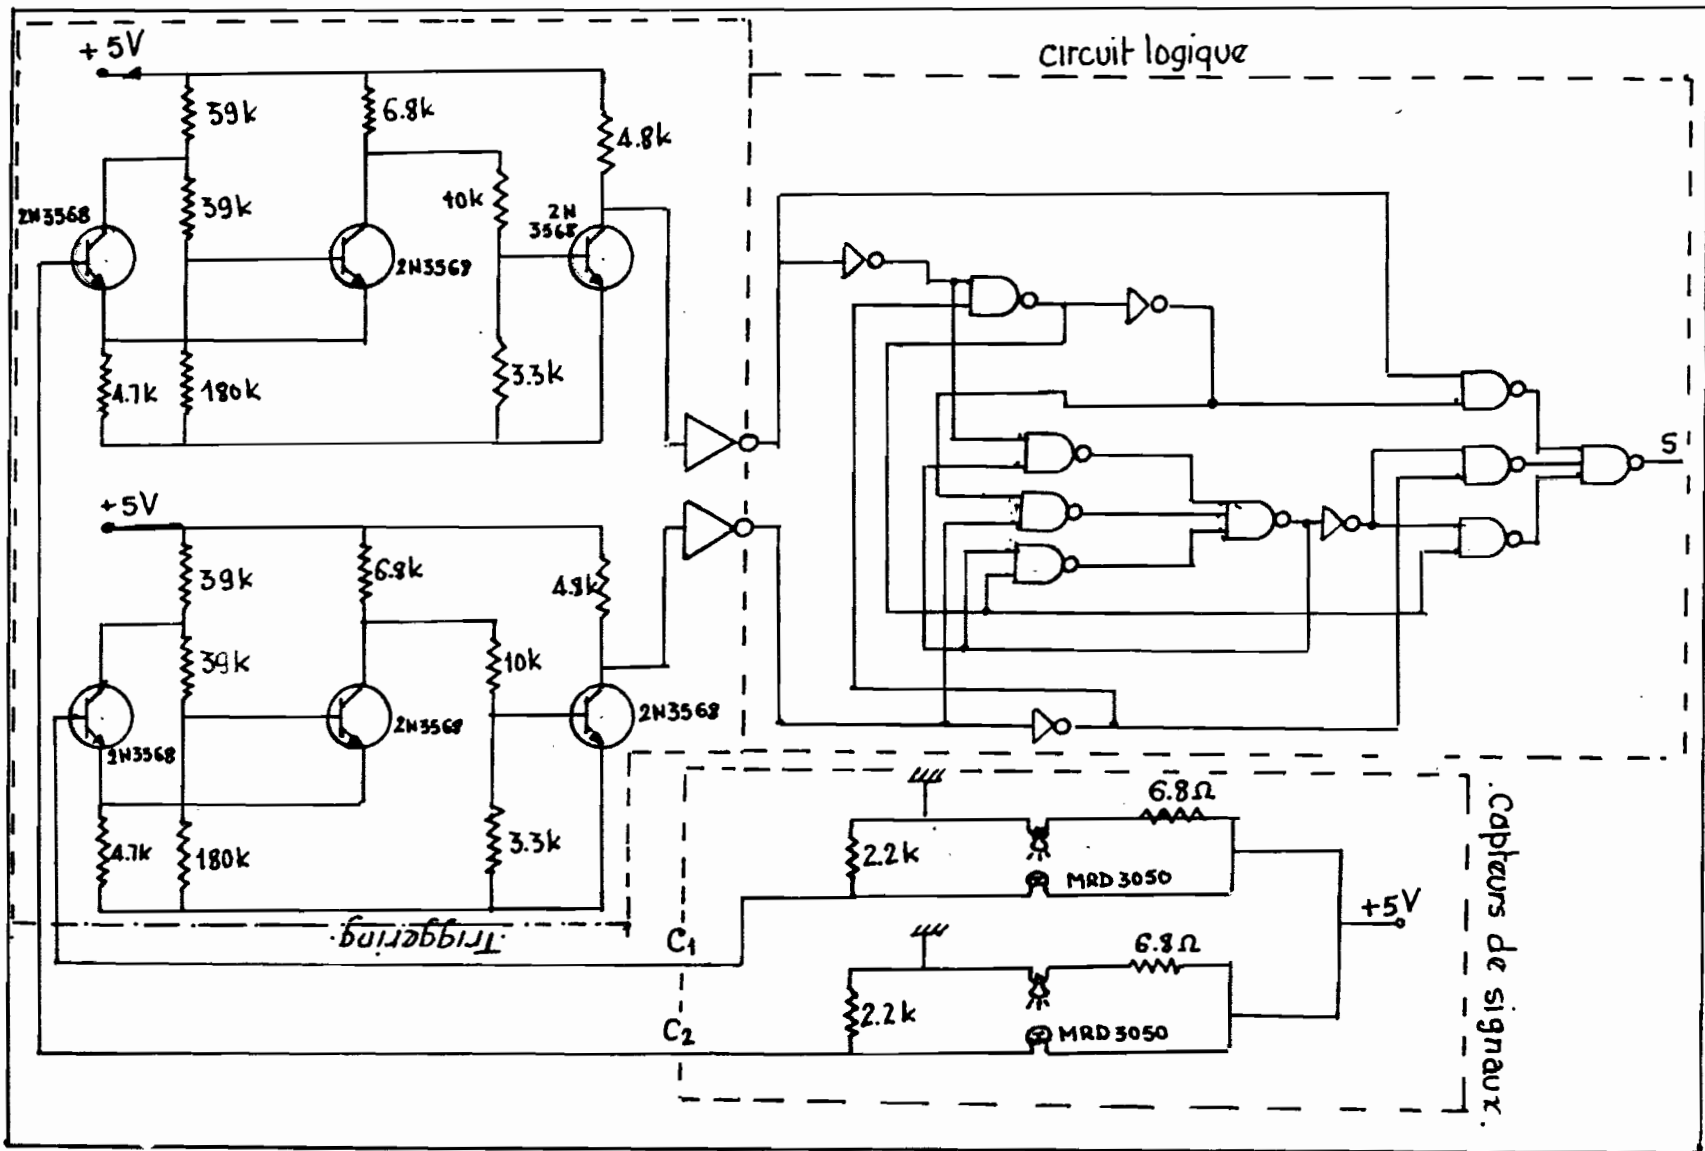 circuit logique
+5V
39k
6.8k
4.8k
39k
10k
2N3568
2N
3568
2N3568
4.7k
180k
3.3k
S
+5V
39k
6.8k
4.8k
39k
10k
2N3568
2N3568
2N3568
4.7k
180k
3.3k
Triggering.
C1
C2
6.8Ω
2.2k
MRD 3050
+5V
6.8Ω
2.2k
MRD 3050
.Capteurs de signaux.